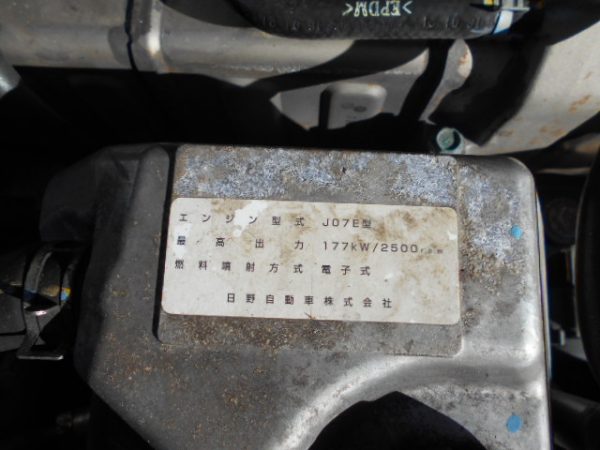 >EPDM<
エンジン型式 J07E型
最高出力 177kW/2500r.p.m
燃料噴射方式 電子式
日野自動車株式会社